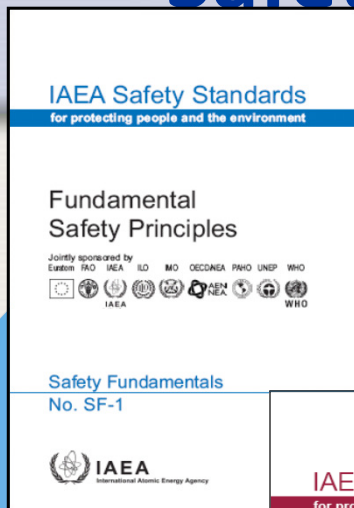 IAEA Safety Standards
for protecting people and the environment
Fundamental
Safety Principles
Jointly sponsored by
Euratom FAO IAEA ILO IMO OECD/NEA PAHO UNEP WHO
IAEA
AEN
NEA
WHO
Safety Fundamentals
No. SF-1
IAEA
International Atomic Energy Agency